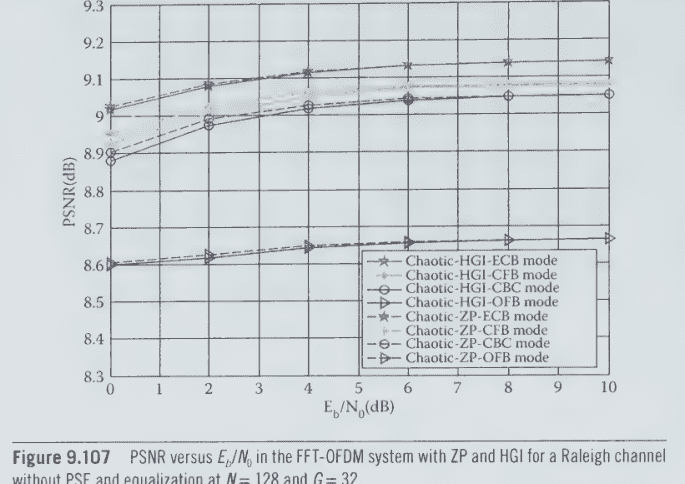 9.3
9.2
9.1
9
8.9
8.8
8.7
8.6
8.5
8.4
8.3
PSNR(dB)
0 1 2 3 4 5 6 7 8 9 10
E_b/N_0(dB)
Chaotic-HGI-ECB mode
Chaotic-HGI-CFB mode
Chaotic-HGI-CBC mode
Chaotic-HGI-OFB mode
Chaotic-ZP-ECB mode
Chaotic-ZP-CFB mode
Chaotic-ZP-CBC mode
Chaotic-ZP-OFB mode
Figure 9.107 PSNR versus E_b/N_0 in the FFT-OFDM system with ZP and HGI for a Raleigh channel
without PSF and equalization at N = 128 and G = 32